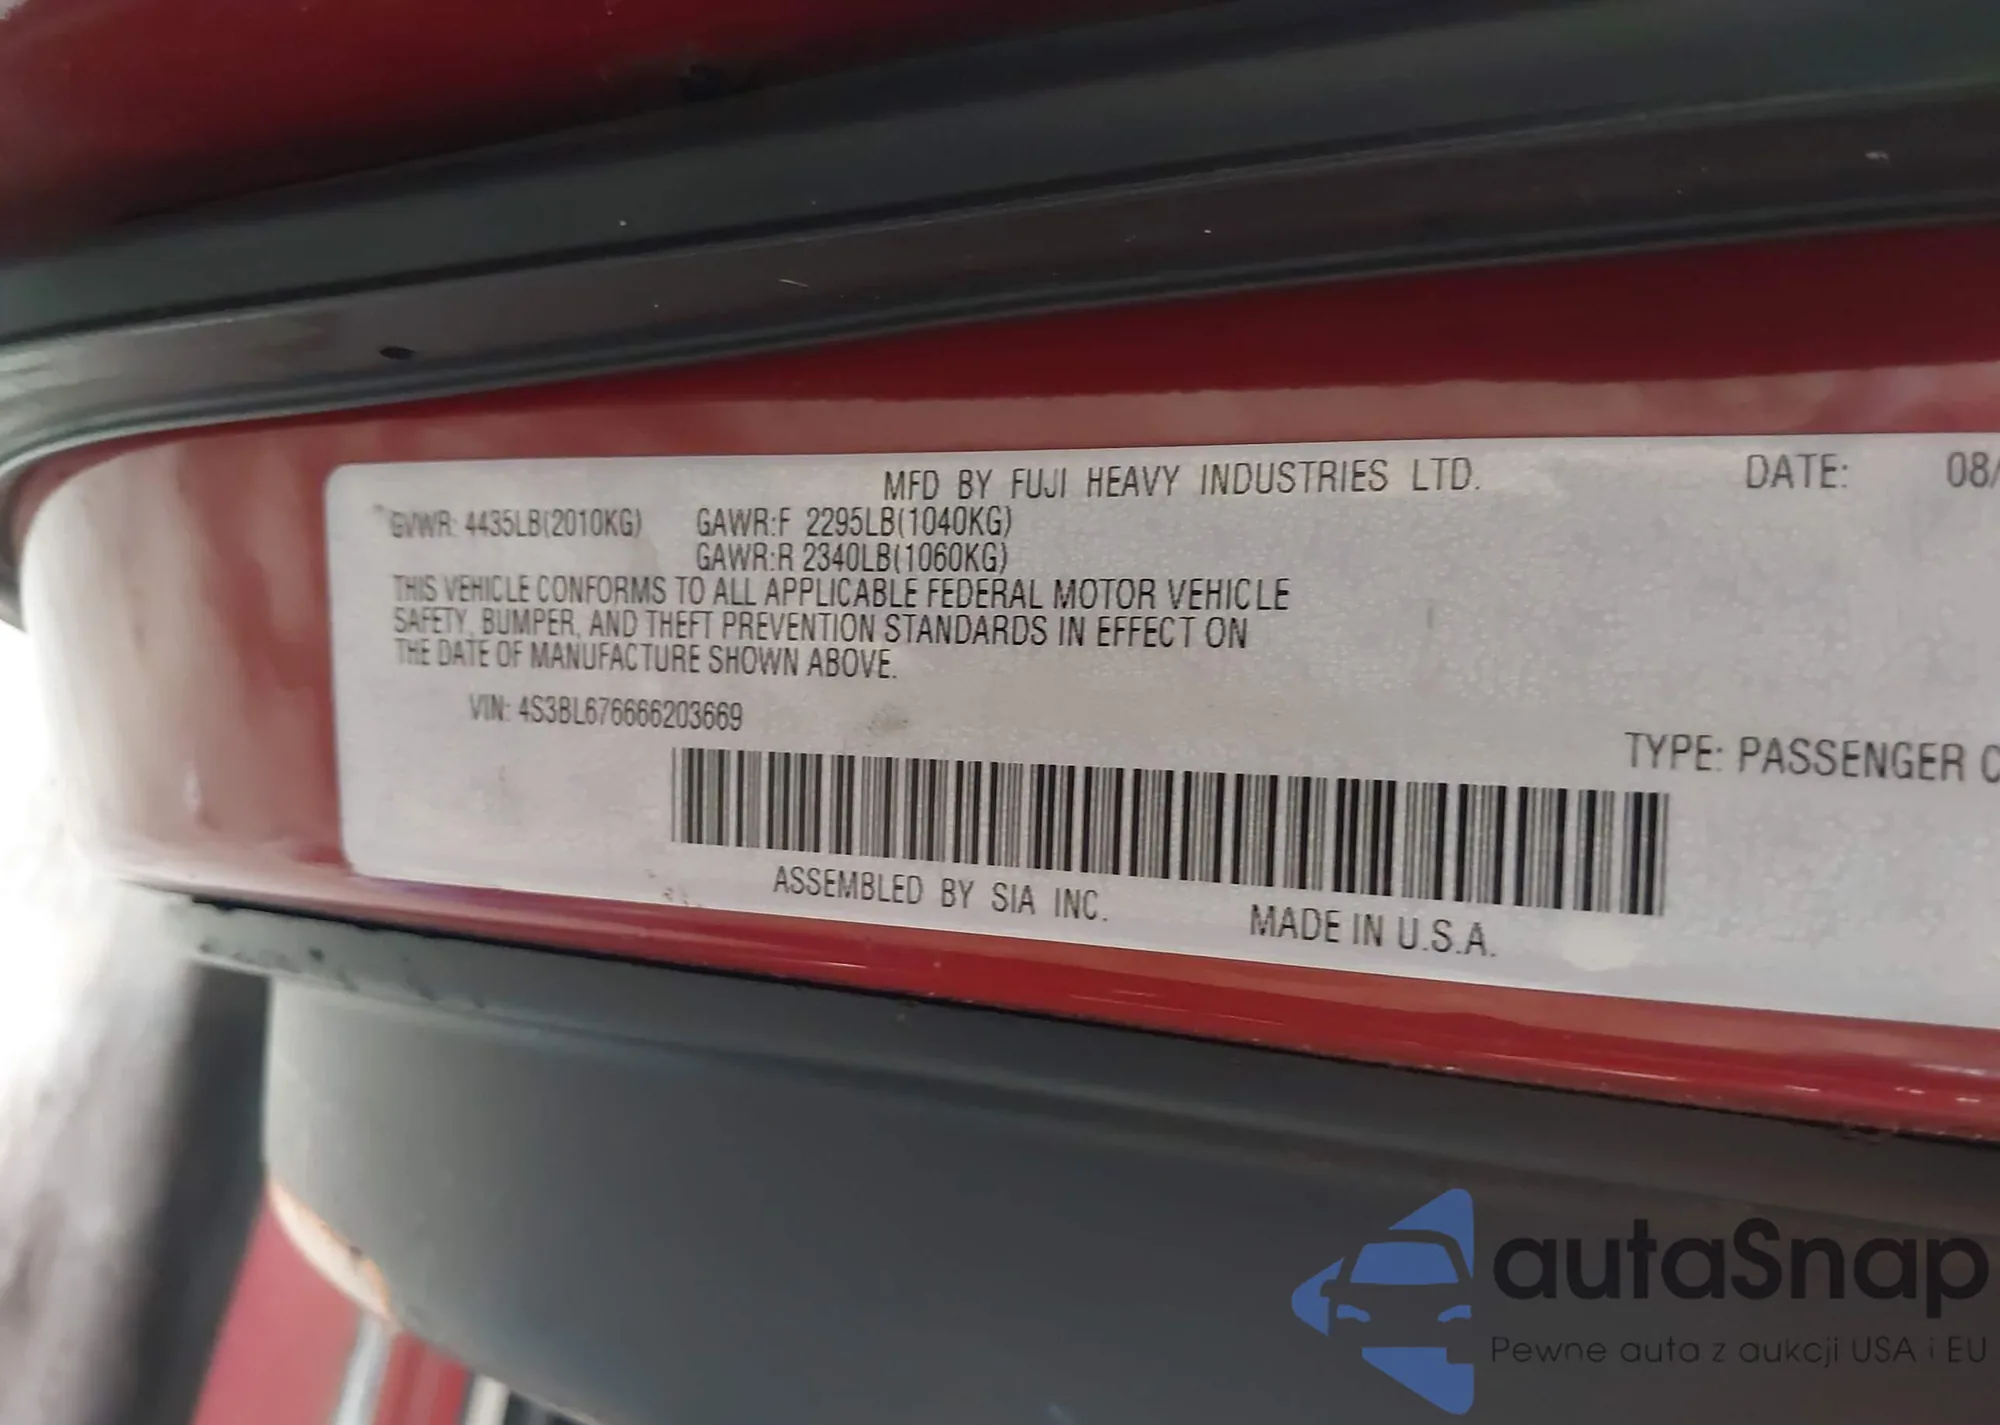 MFD BY FUJI HEAVY INDUSTRIES LTD. DATE: 08/
GVWR: 4435LB(2010KG) GAWR:F 2295LB(1040KG)
GAWR:R 2340LB(1060KG)
THIS VEHICLE CONFORMS TO ALL APPLICABLE FEDERAL MOTOR VEHICLE
SAFETY, BUMPER, AND THEFT PREVENTION STANDARDS IN EFFECT ON
THE DATE OF MANUFACTURE SHOWN ABOVE.
VIN: 4S3BL676666203669
TYPE: PASSENGER C
ASSEMBLED BY SIA INC. MADE IN U.S.A.
autaSnap
Pewne auta z aukcji USA i EU